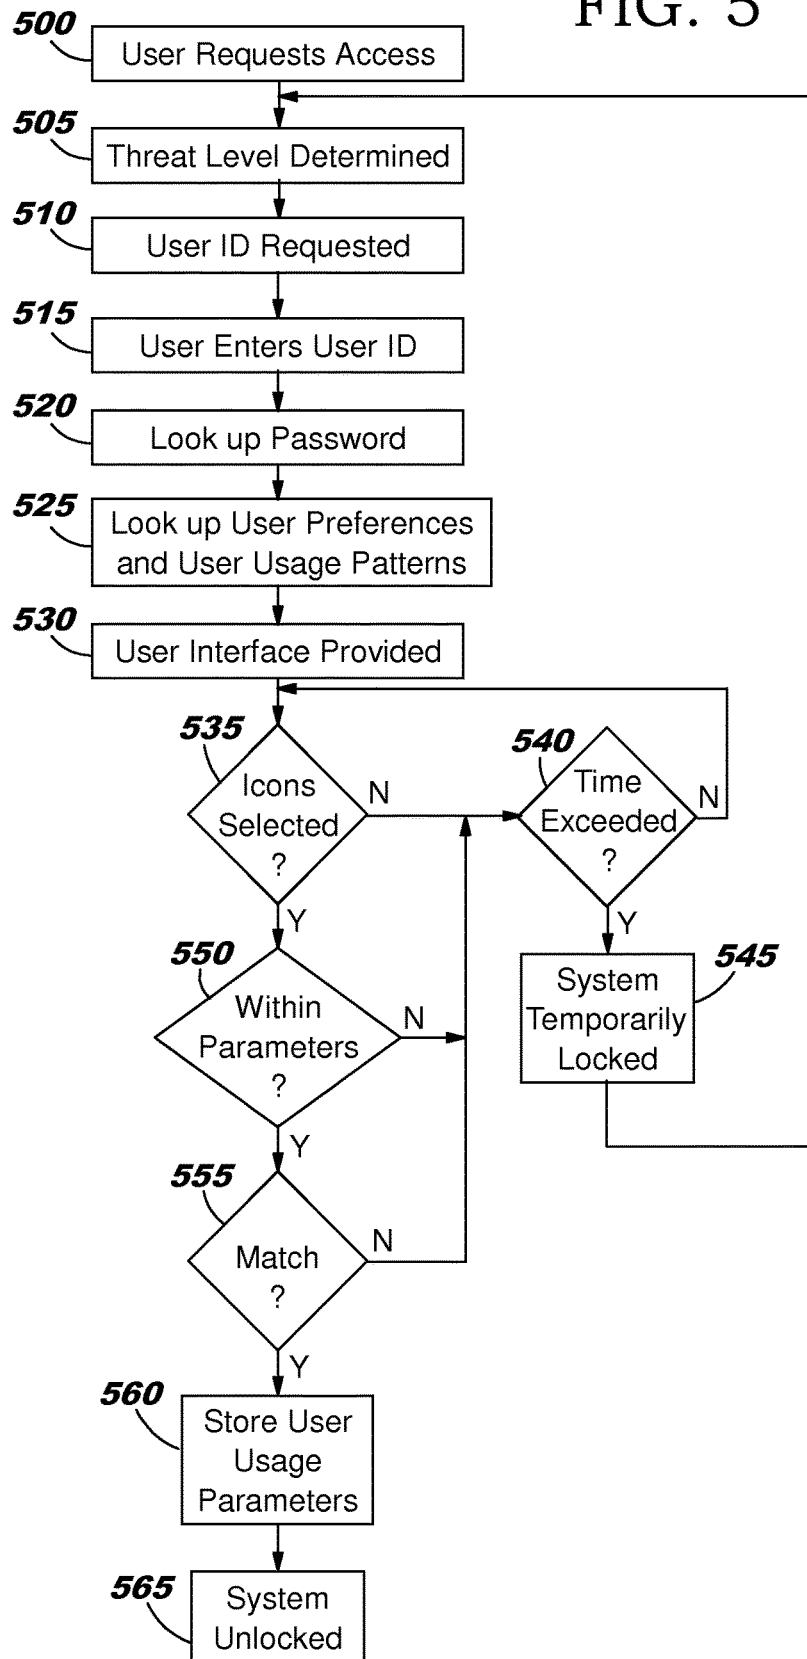 FIG. 5
500
User Requests Access
505
Threat Level Determined
510
User ID Requested
515
User Enters User ID
520
Look up Password
525
Look up User Preferences
and User Usage Patterns
530
User Interface Provided
535
Icons
Selected
?
N
Y
540
Time
Exceeded
?
N
Y
545
System
Temporarily
Locked
550
Within
Parameters
?
N
Y
555
Match
?
N
Y
560
Store User
Usage
Parameters
565
System
Unlocked